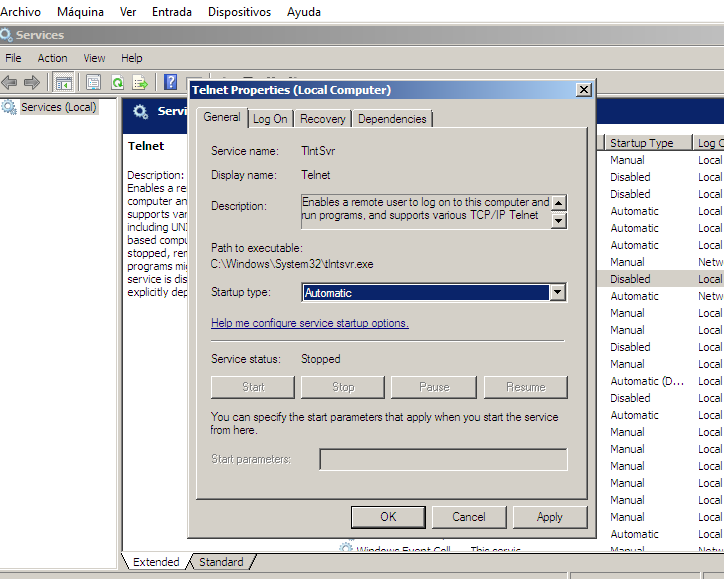 Archivo Máquina Ver Entrada Dispositivos Ayuda
Services
File Action View Help
Services (Local)
Telnet
Description:
Enables a re
computer an
supports var
including UNI
based compu
stopped, rem
programs mi
service is dis
explicitly dep
Telnet Properties (Local Computer)
General Log On Recovery Dependencies
Service name: TlntSvr
Display name: Telnet
Description: Enables a remote user to log on to this computer and
run programs, and supports various TCP/IP Telnet
Path to executable:
C:\Windows\System32\tlntsvr.exe
Startup type: Automatic
Help me configure service startup options.
Service status: Stopped
Start Stop Pause Resume
You can specify the start parameters that apply when you start the service
from here.
Start parameters:
OK Cancel Apply
Startup Type Log O
Manual Local
Disabled Local
Disabled Local
Automatic Local
Automatic Local
Automatic Local
Manual Netw
Disabled Local
Automatic Netw
Manual Local
Manual Local
Disabled Local
Manual Local
Automatic (D... Local
Disabled Local
Automatic Local
Manual Local
Manual Local
Manual Local
Manual Local
Manual Local
Manual Local
Automatic Local
Windows Event Coll... This servic... Manual Netw
Extended Standard